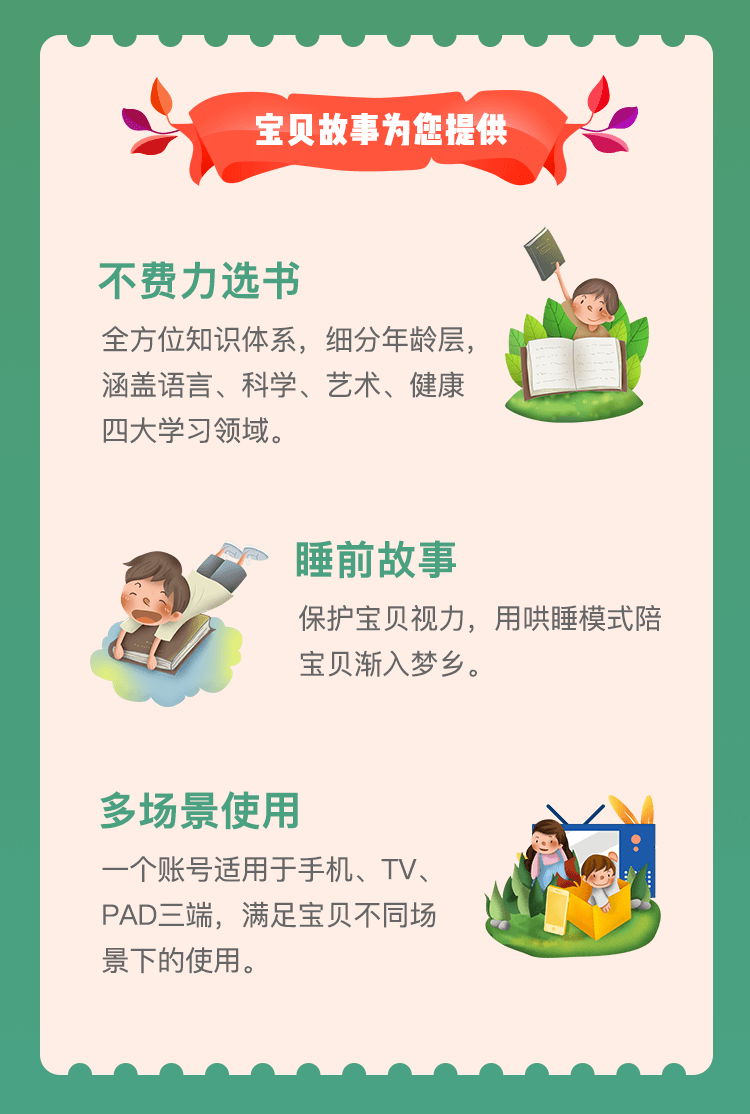 宝贝故事为您提供
不费力选书
全方位知识体系，细分年龄层，
涵盖语言、科学、艺术、健康
四大学习领域。
睡前故事
保护宝贝视力，用哄睡模式陪
宝贝渐入梦乡。
多场景使用
一个账号适用于手机、TV、
PAD三端，满足宝贝不同场
景下的使用。